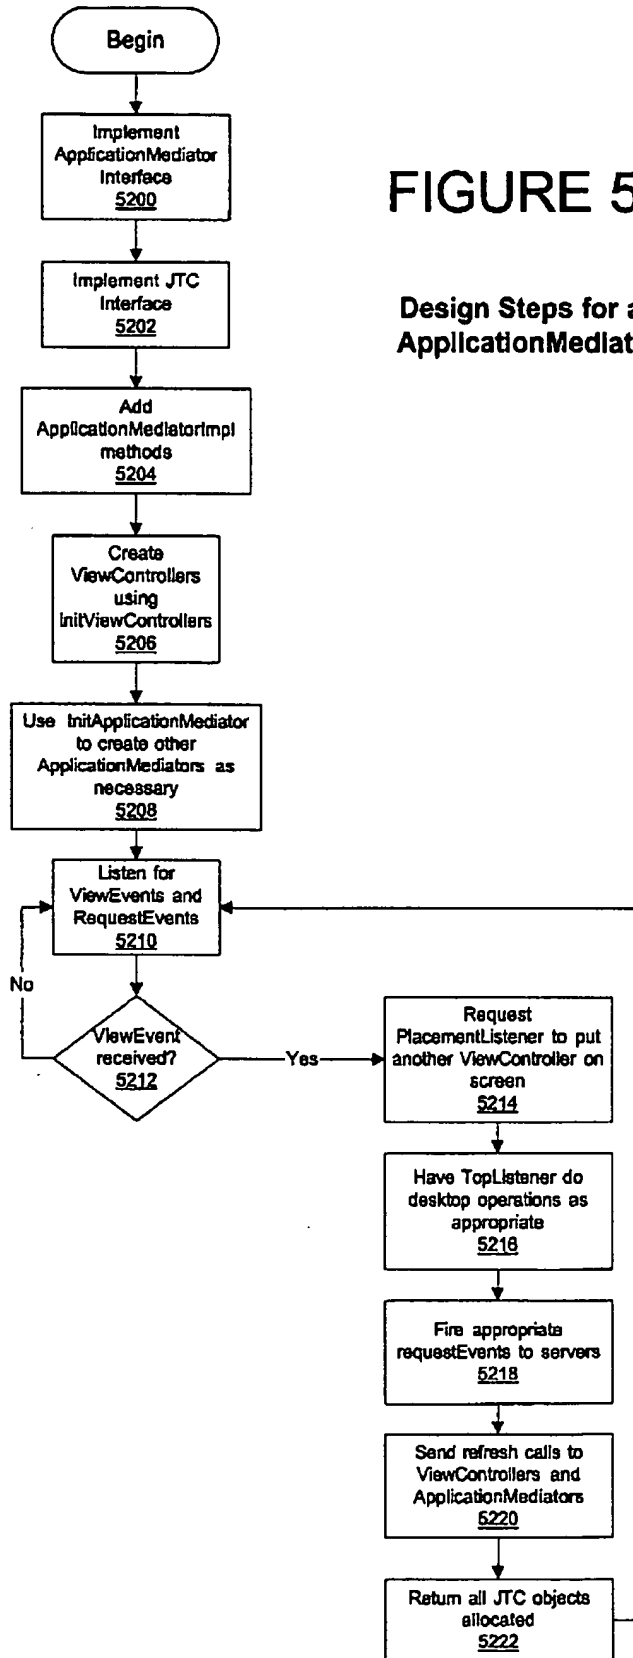 Begin
Implement
ApplicationMediator
Interface
5200
FIGURE 5
Implement JTC
Interface
5202
Design Steps for a
ApplicationMediat
Add
ApplicationMediatorImpl
methods
5204
Create
ViewControllers
using
InitViewControllers
5206
Use InitApplicationMediator
to create other
ApplicationMediators as
necessary
5208
Listen for
ViewEvents and
RequestEvents
5210
No
ViewEvent
received?
5212
Yes
Request
PlacementListener to put
another ViewController on
screen
5214
Have TopListener do
desktop operations as
appropriate
5216
Fire appropriate
requestEvents to servers
5218
Send refresh calls to
ViewControllers and
ApplicationMediators
5220
Return all JTC objects
allocated
5222